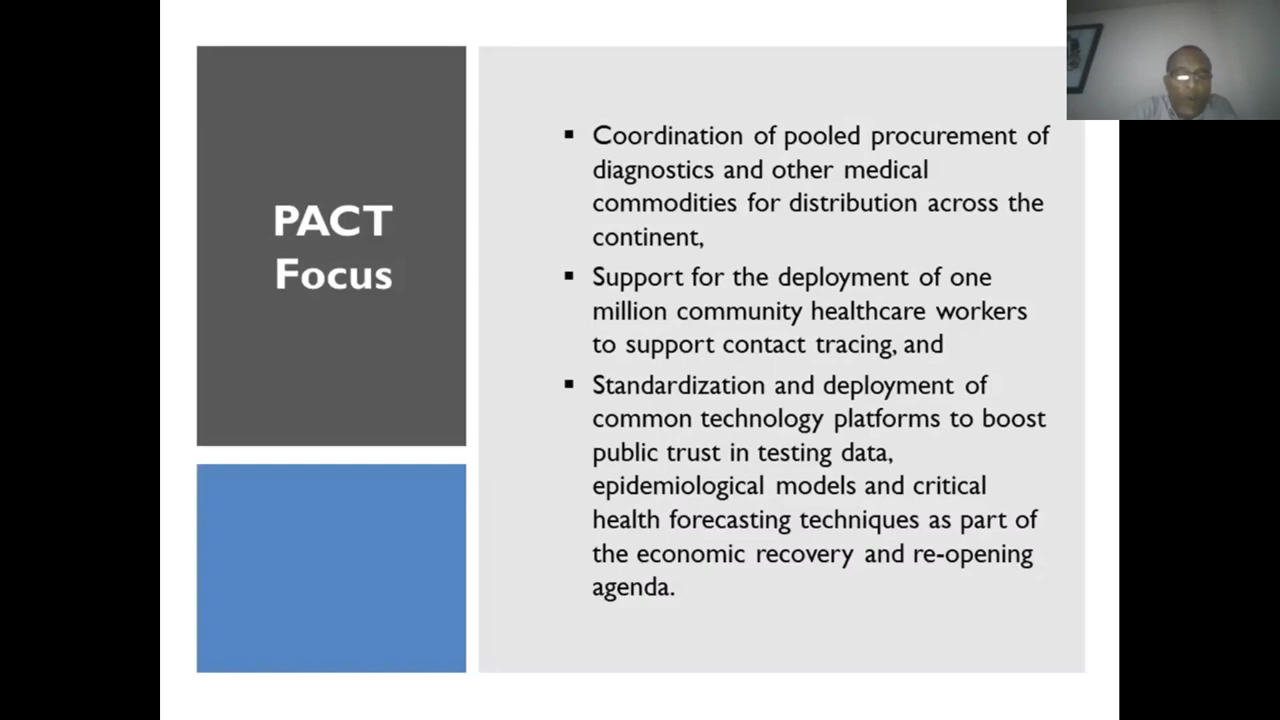 PACT
Focus
▪ Coordination of pooled procurement of
diagnostics and other medical
commodities for distribution across the
continent,
▪ Support for the deployment of one
million community healthcare workers
to support contact tracing, and
▪ Standardization and deployment of
common technology platforms to boost
public trust in testing data,
epidemiological models and critical
health forecasting techniques as part of
the economic recovery and re-opening
agenda.